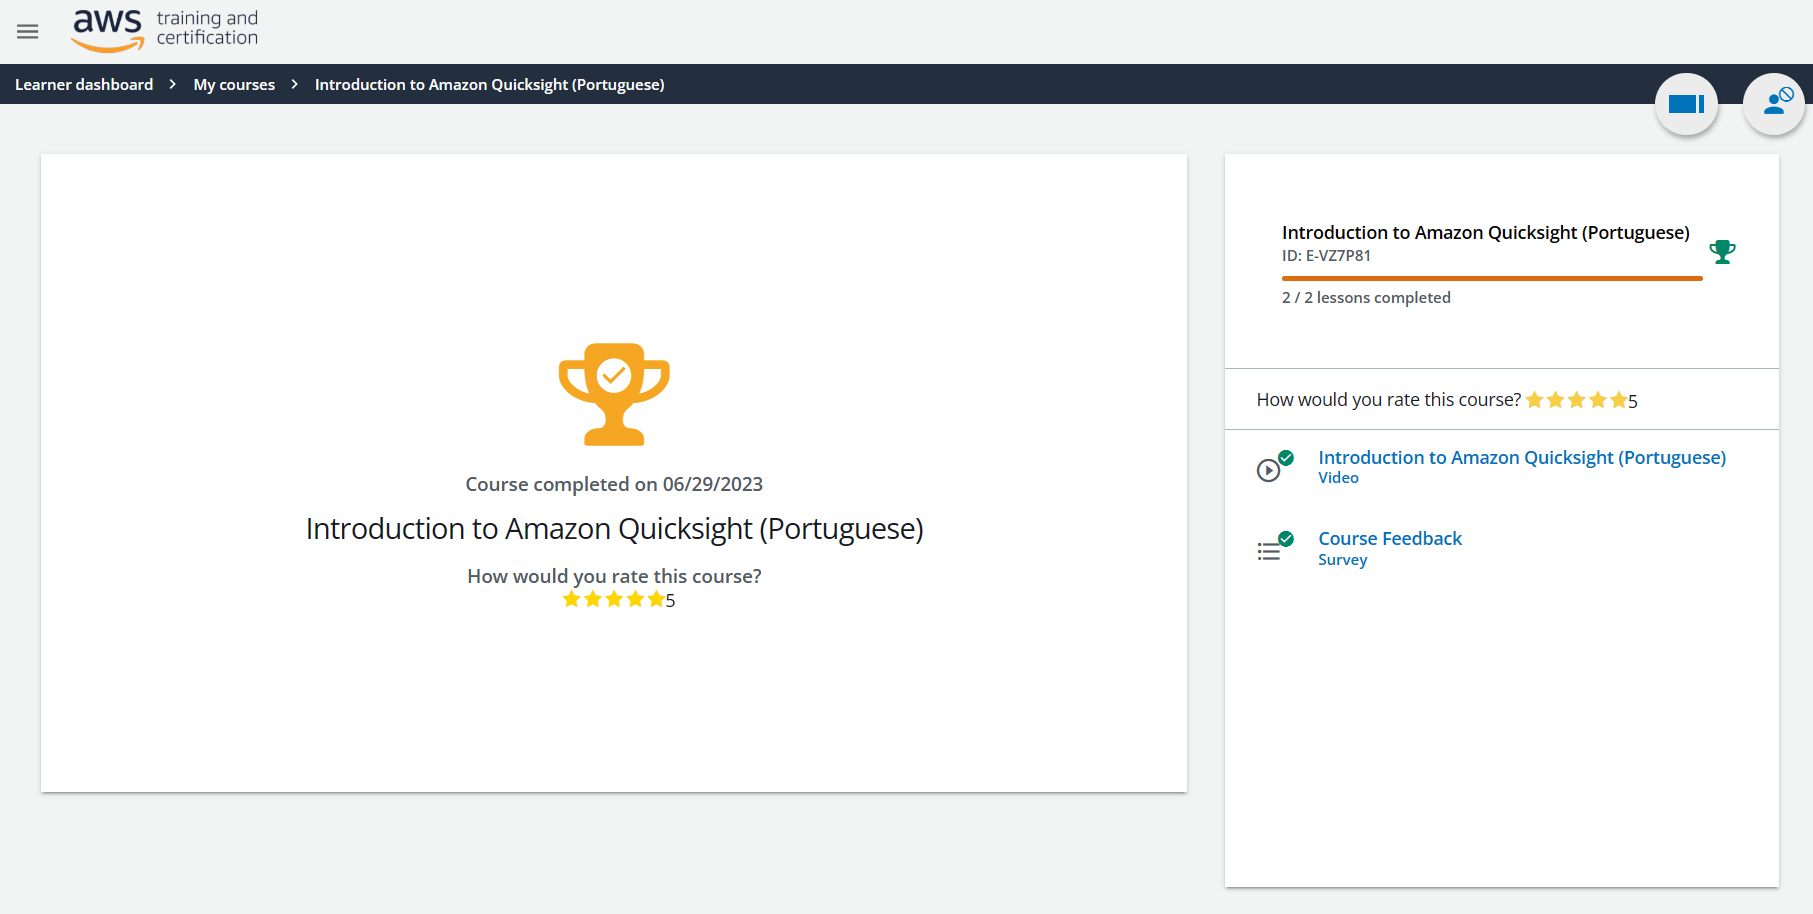 aws training and
certification
Learner dashboard > My courses > Introduction to Amazon Quicksight (Portuguese)
Course completed on 06/29/2023
Introduction to Amazon Quicksight (Portuguese)
How would you rate this course?
5
Introduction to Amazon Quicksight (Portuguese)
ID: E-VZ7P81
2 / 2 lessons completed
How would you rate this course? 5
Introduction to Amazon Quicksight (Portuguese)
Video
Course Feedback
Survey